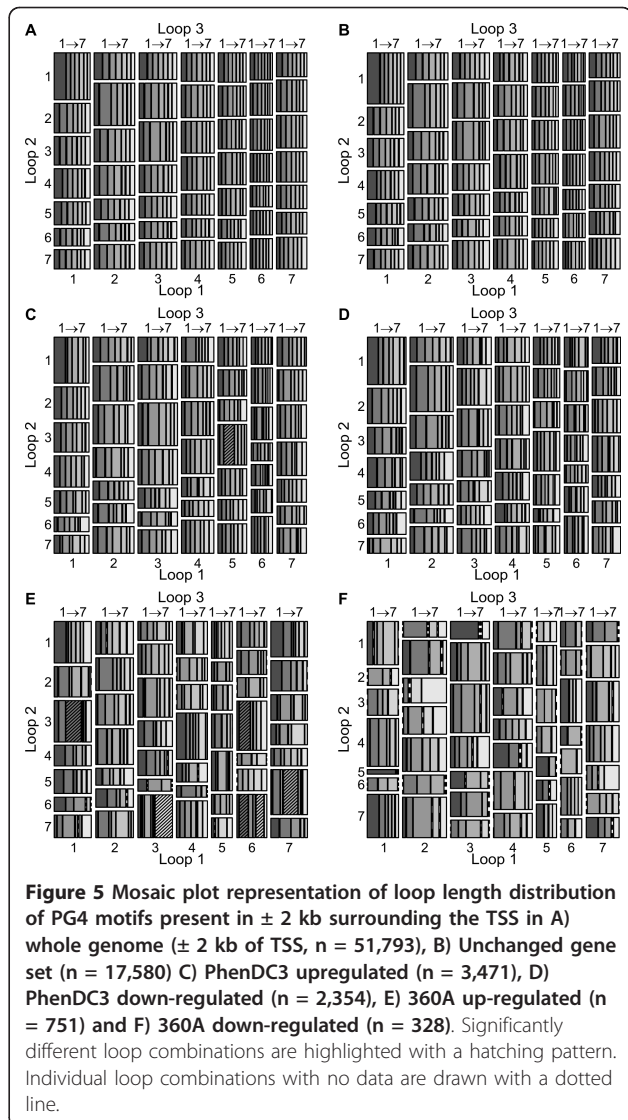 Loop 3
A
1→7 1→7 1→7 1→7 1→7 1→7 1→7
Loop 2
1
2
3
4
5
6
7
1 2 3 4 5 6 7
Loop 1
Loop 3
B
1→7 1→7 1→7 1→7 1→7 1→7 1→7
Loop 2
1
2
3
4
5
6
7
1 2 3 4 5 6 7
Loop 1
Loop 3
C
1→7 1→7 1→7 1→7 1→7 1→7 1→7
Loop 2
1
2
3
4
5
6
7
1 2 3 4 5 6 7
Loop 1
Loop 3
D
1→7 1→7 1→7 1→7 1→7 1→7 1→7
Loop 2
1
2
3
4
5
6
7
1 2 3 4 5 6 7
Loop 1
Loop 3
E
1→7 1→7 1→7 1→7 1→7 1→7 1→7
Loop 2
1
2
3
4
5
6
7
1 2 3 4 5 6 7
Loop 1
Loop 3
F
1→7 1→7 1→7 1→7 1→7 1→7 1→7
Loop 2
1
2
3
4
5
6
7
1 2 3 4 5 6 7
Loop 1
Figure 5 Mosaic plot representation of loop length distribution
of PG4 motifs present in ± 2 kb surrounding the TSS in A)
whole genome (± 2 kb of TSS, n = 51,793), B) Unchanged gene
set (n = 17,580) C) PhenDC3 upregulated (n = 3,471), D)
PhenDC3 down-regulated (n = 2,354), E) 360A up-regulated (n
= 751) and F) 360A down-regulated (n = 328). Significantly
different loop combinations are highlighted with a hatching pattern.
Individual loop combinations with no data are drawn with a dotted
line.